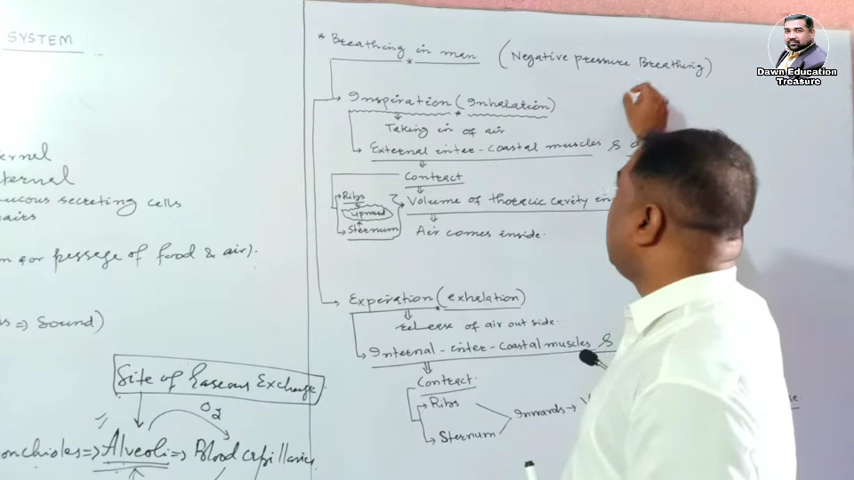 SYSTEM
ernal
ternal
ucous secreting cells
airs
n for pessege of food & air).
s => Sound)
Site of Gaseous Exchange
O2
onchioles => Alveoli => Blood capillaries
* Breathing in man (Negative pressure Breathing)
Inspiration (Inhalation)
Taking in of air
External inter-coastal muscles &
Contract
Ribs
upward
Sternum
Volume of thoracic cavity in
Air comes inside.
Expiration (exhalation)
release of air out side.
Internal-inter-coastal muscles &
Contract
Ribs
Sternum
Inwards → V
Dawn Education
Treasure